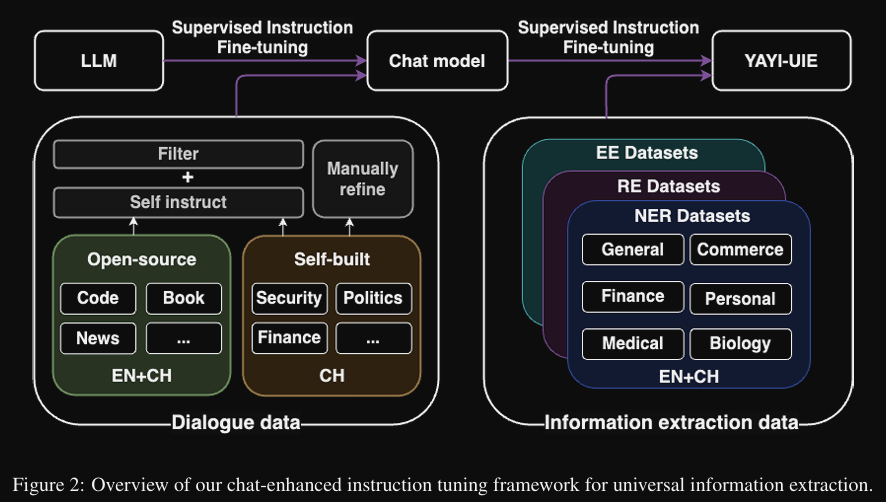 Supervised Instruction
Fine-tuning
Supervised Instruction
Fine-tuning
LLM
Chat model
YAYI-UIE
Filter
+
Self instruct
Manually
refine
Open-source
Code
Book
News
...
EN+CH
Self-built
Security
Politics
Finance
...
CH
Dialogue data
EE Datasets
RE Datasets
NER Datasets
General
Commerce
Finance
Personal
Medical
Biology
EN+CH
Information extraction data
Figure 2: Overview of our chat-enhanced instruction tuning framework for universal information extraction.